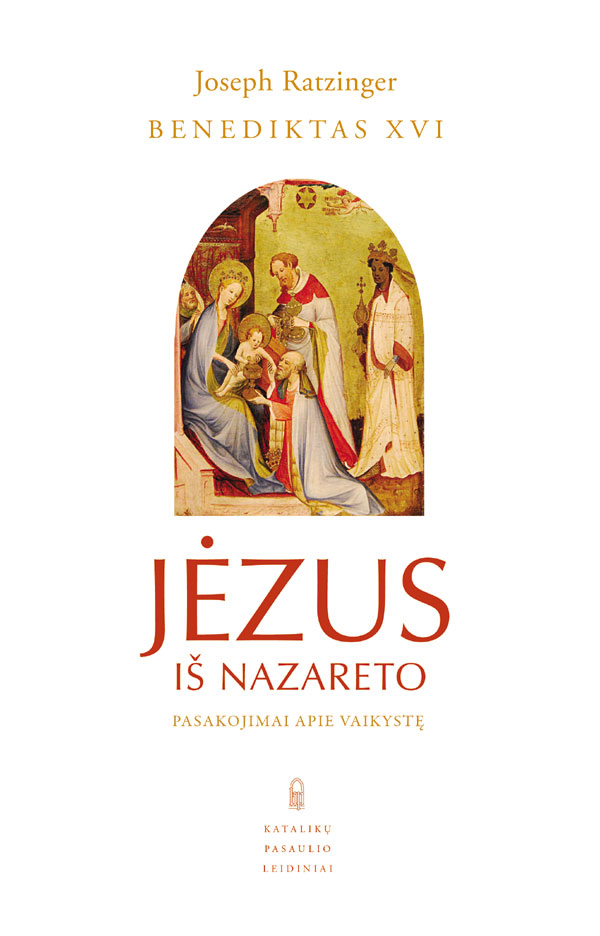 Joseph Ratzinger
BENEDIKTAS XVI
JĖZUS
IŠ NAZARETO
PASAKOJIMAI APIE VAIKYSTĘ
KATALIKŲ
PASAULIO
LEIDINIAI